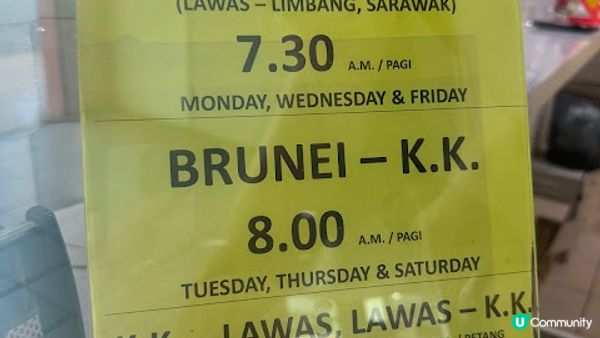 (LAWAS – LIMBANG, SARAWAK)
7.30 A.M. / PAGI
MONDAY, WEDNESDAY & FRIDAY
BRUNEI – K.K.
8.00 A.M. / PAGI
TUESDAY, THURSDAY & SATURDAY
K.K. – LAWAS, LAWAS – K.K.
/ PETANG
U Community